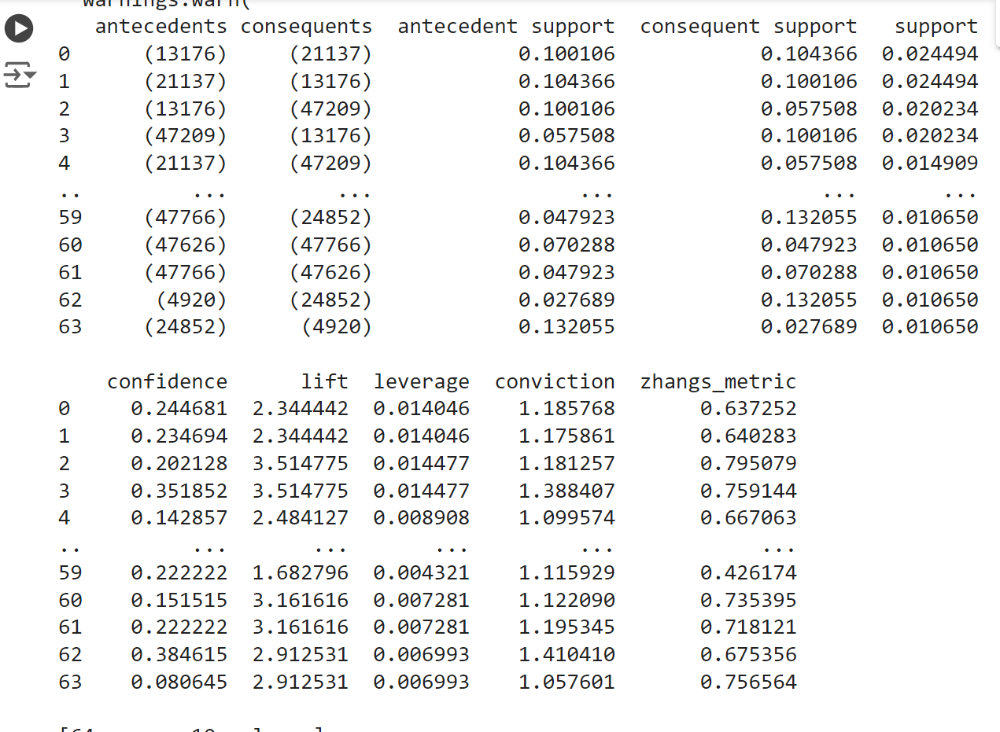 warnings.warn(
antecedents consequents antecedent support consequent support support
0 (13176) (21137) 0.100106 0.104366 0.024494
1 (21137) (13176) 0.104366 0.100106 0.024494
2 (13176) (47209) 0.100106 0.057508 0.020234
3 (47209) (13176) 0.057508 0.100106 0.020234
4 (21137) (47209) 0.104366 0.057508 0.014909
.. ... ... ... ... ...
59 (47766) (24852) 0.047923 0.132055 0.010650
60 (47626) (47766) 0.070288 0.047923 0.010650
61 (47766) (47626) 0.047923 0.070288 0.010650
62 (4920) (24852) 0.027689 0.132055 0.010650
63 (24852) (4920) 0.132055 0.027689 0.010650
confidence lift leverage conviction zhangs_metric
0 0.244681 2.344442 0.014046 1.185768 0.637252
1 0.234694 2.344442 0.014046 1.175861 0.640283
2 0.202128 3.514775 0.014477 1.181257 0.795079
3 0.351852 3.514775 0.014477 1.388407 0.759144
4 0.142857 2.484127 0.008908 1.099574 0.667063
.. ... ... ... ... ...
59 0.222222 1.682796 0.004321 1.115929 0.426174
60 0.151515 3.161616 0.007281 1.122090 0.735395
61 0.222222 3.161616 0.007281 1.195345 0.718121
62 0.384615 2.912531 0.006993 1.410410 0.675356
63 0.080645 2.912531 0.006993 1.057601 0.756564